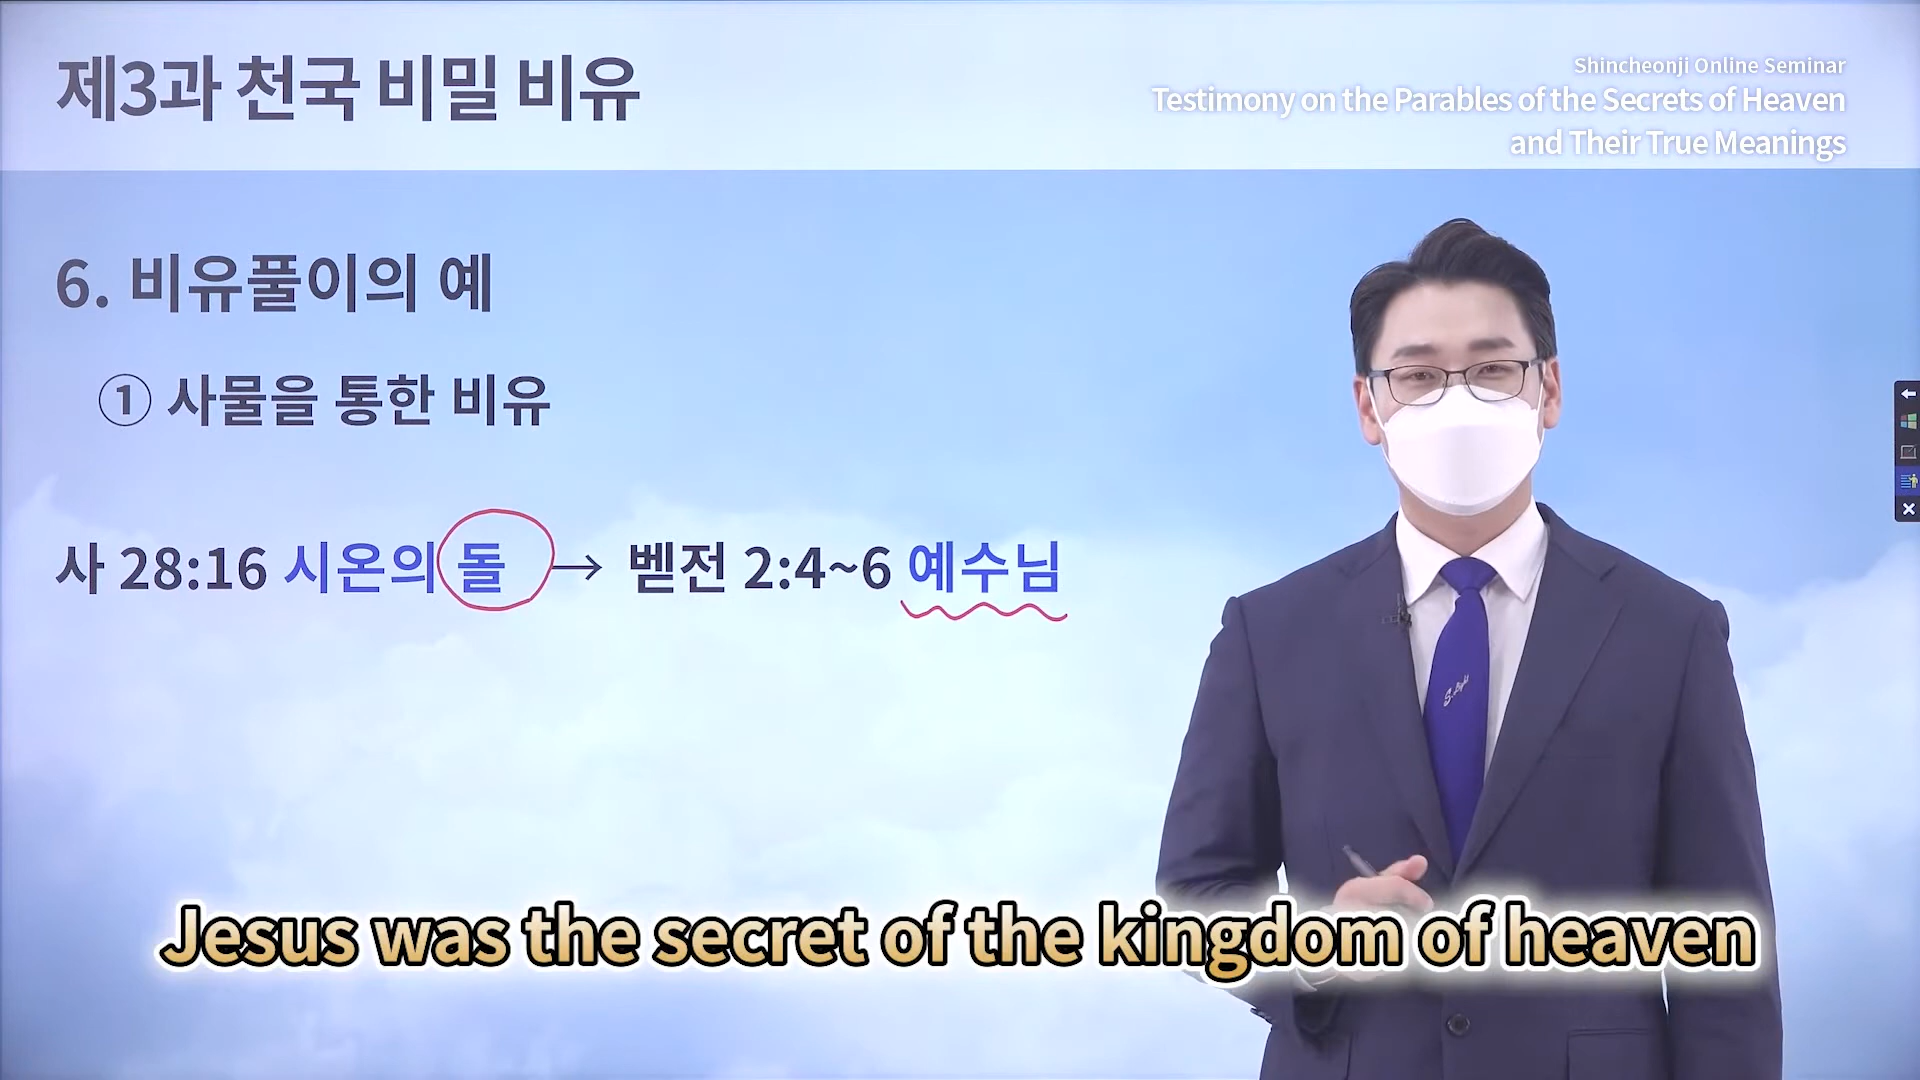 제3과 천국 비밀 비유
Shincheonji Online Seminar
Testimony on the Parables of the Secrets of Heaven
and Their True Meanings
6. 비유풀이의 예
① 사물을 통한 비유
사 28:16 시온의 돌 → 벧전 2:4~6 예수님
Jesus was the secret of the kingdom of heaven